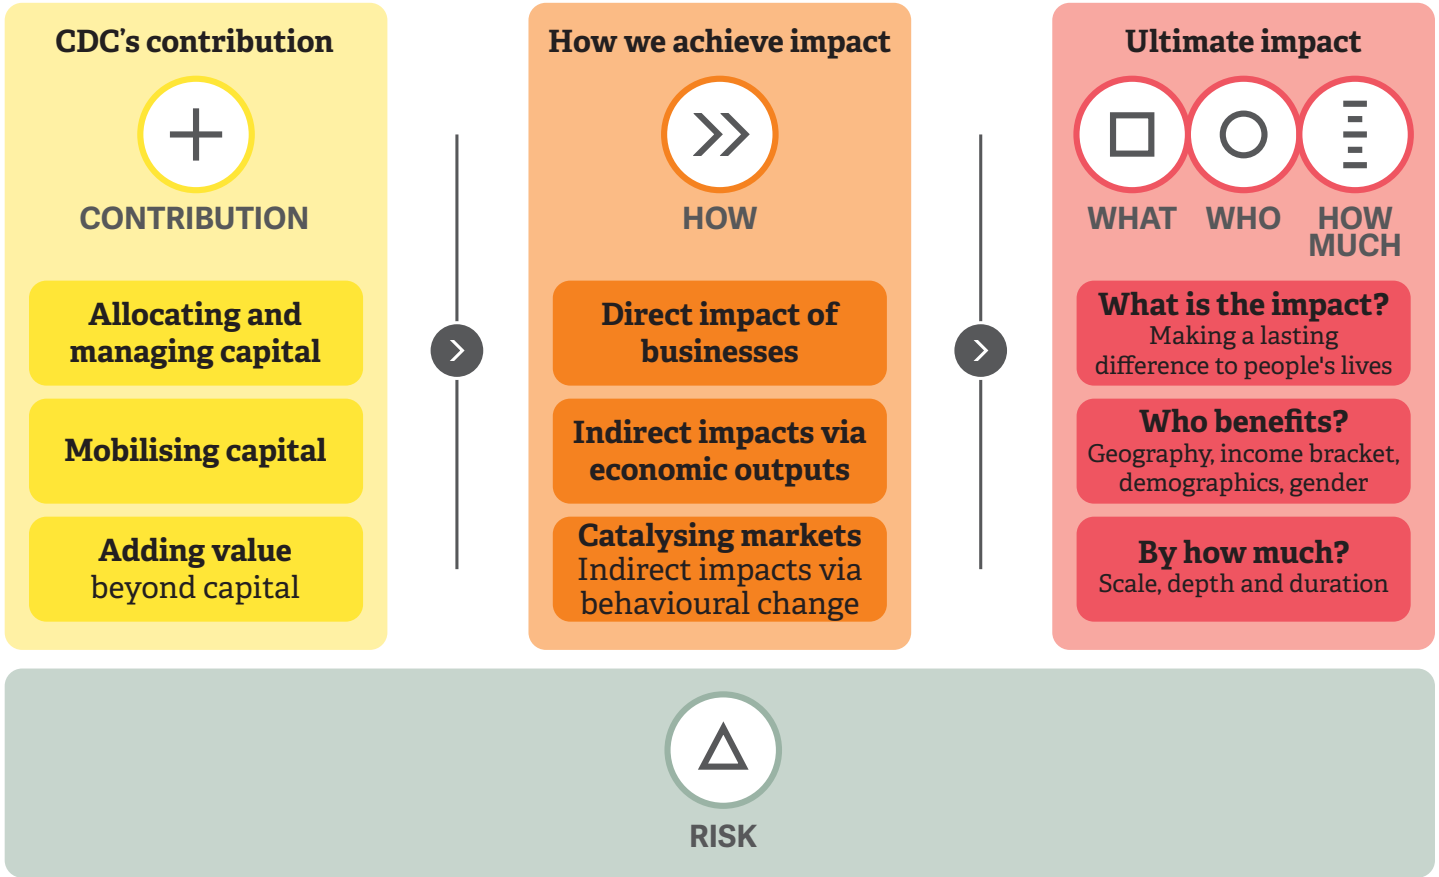 CDC’s contribution
CONTRIBUTION
Allocating and
managing capital
Mobilising capital
Adding value
beyond capital
How we achieve impact
HOW
Direct impact of
businesses
Indirect impacts via
economic outputs
Catalysing markets
Indirect impacts via
behavioural change
Ultimate impact
WHAT
WHO
HOW
MUCH
What is the impact?
Making a lasting
difference to people's lives
Who benefits?
Geography, income bracket,
demographics, gender
By how much?
Scale, depth and duration
RISK